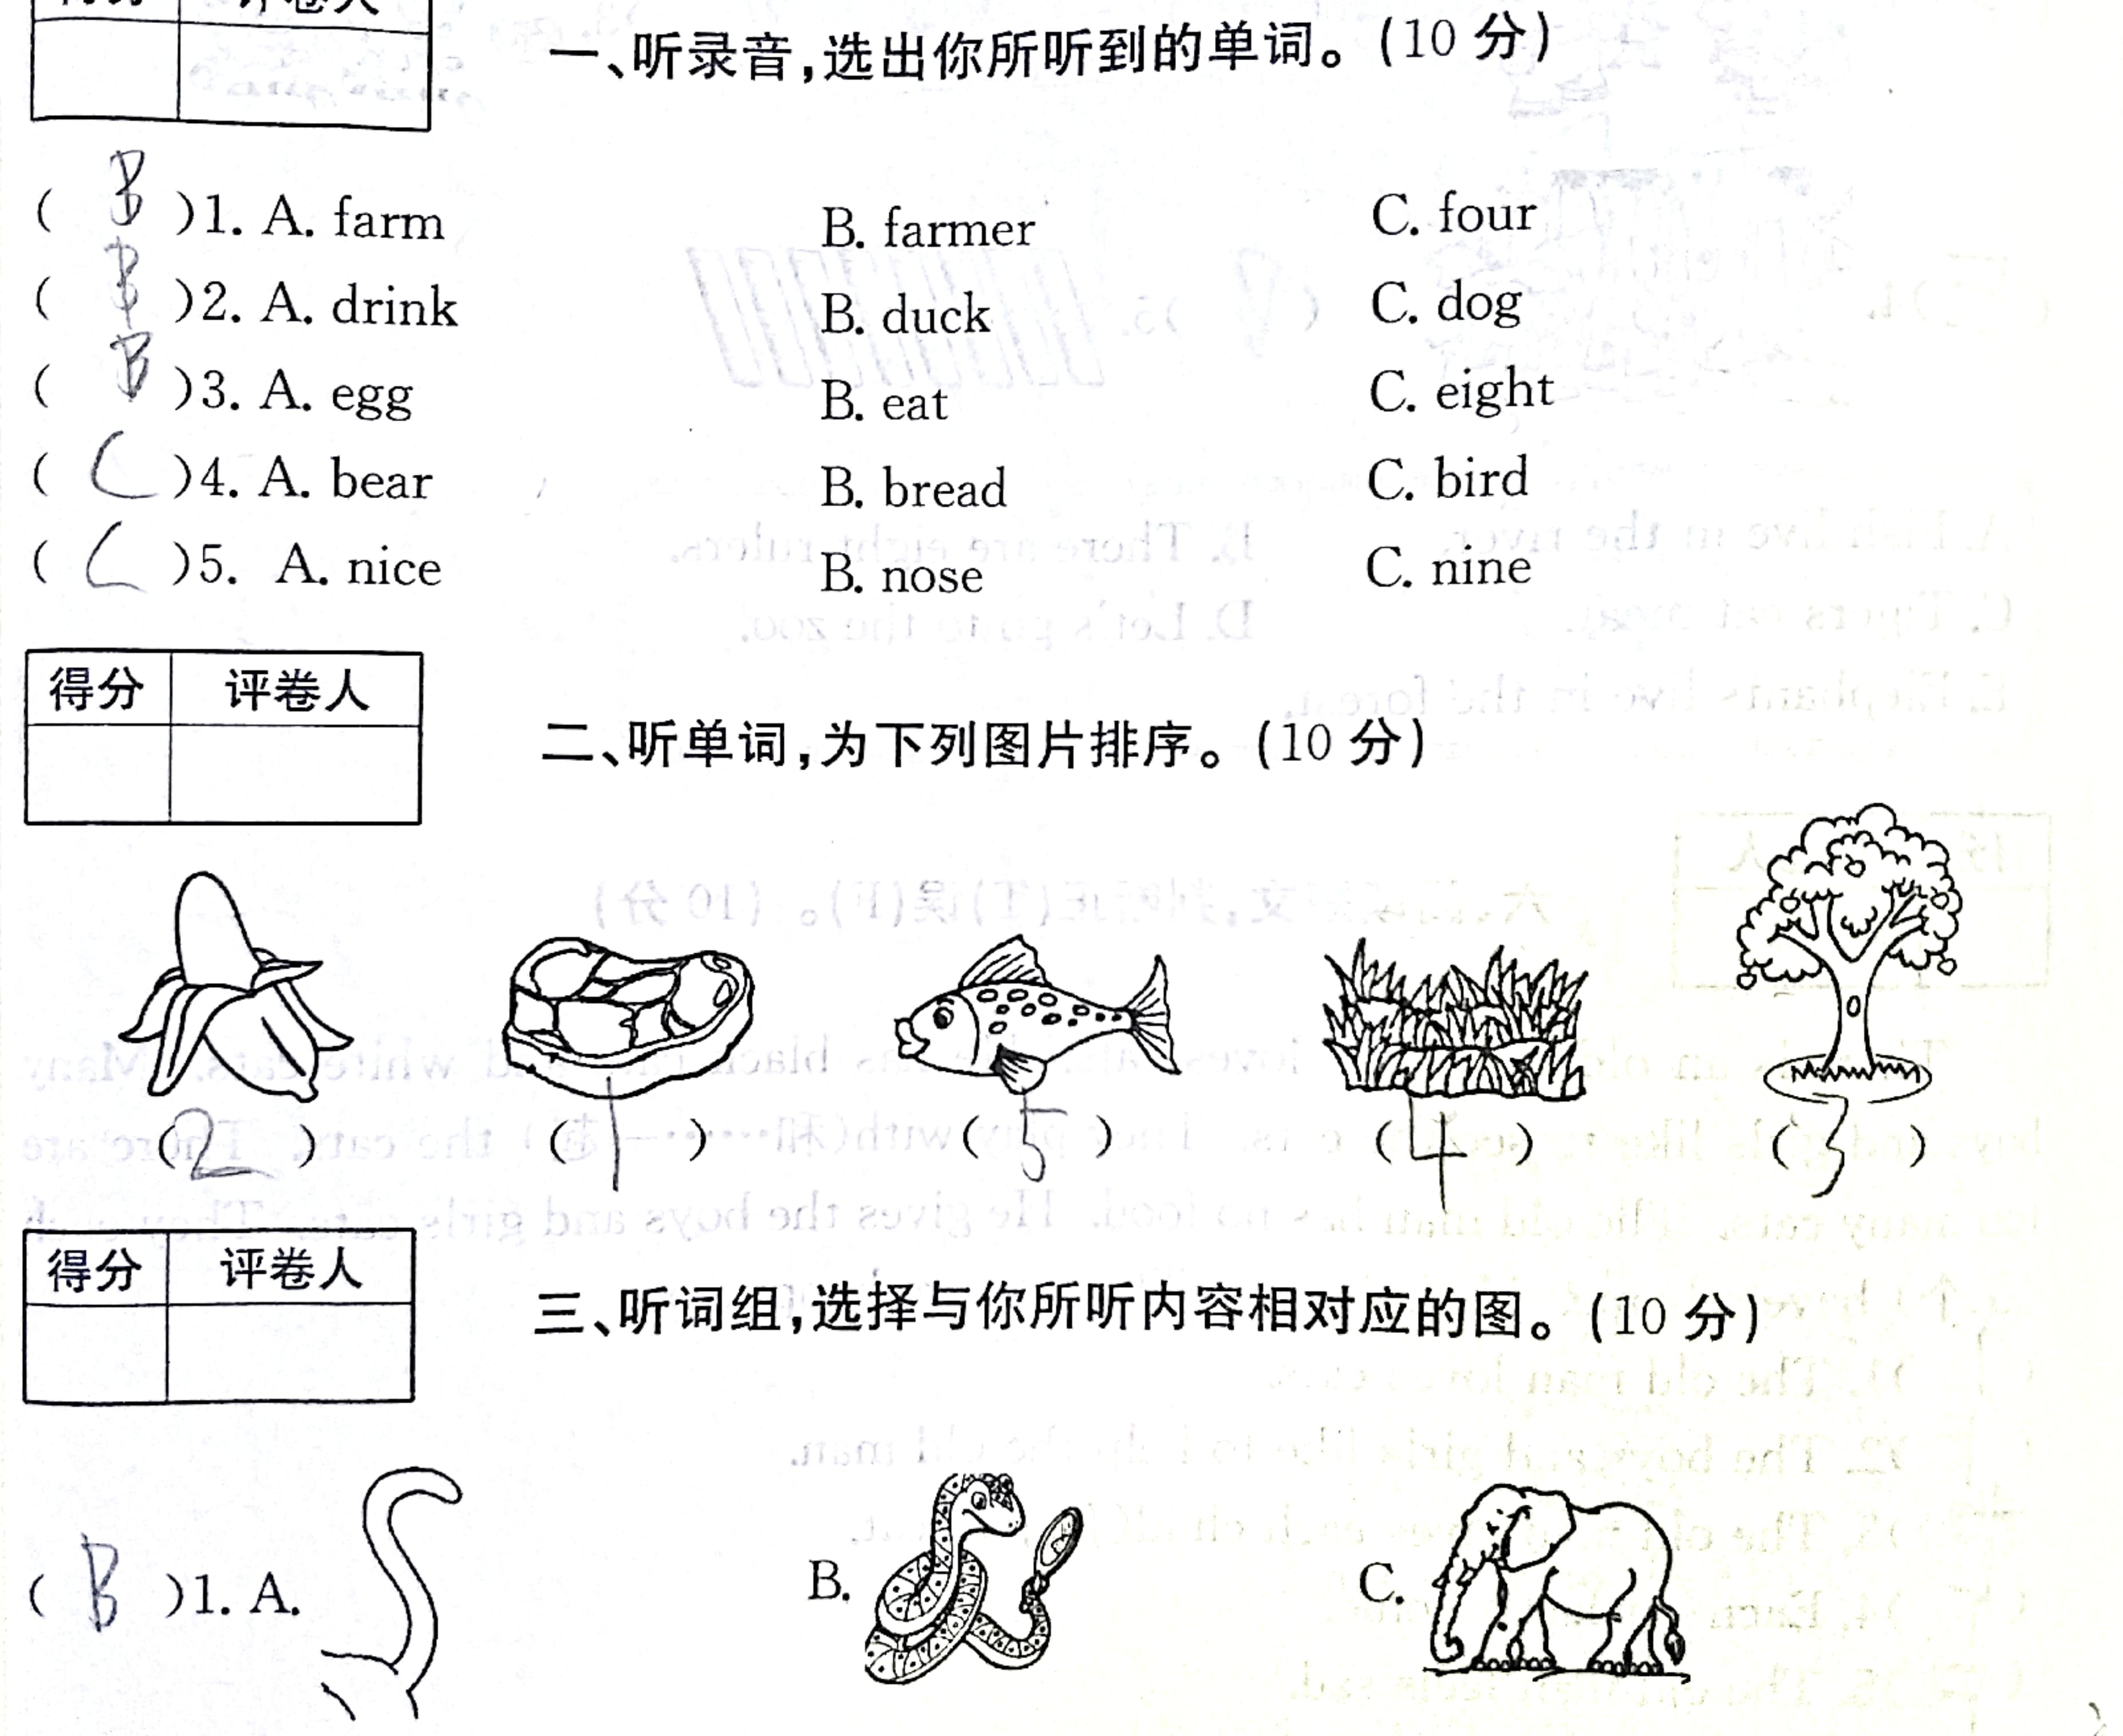 一、听录音,选出你所听到的单词。(10 分)
( B )1. A. farm B. farmer C. four
( B )2. A. drink B. duck C. dog
( B )3. A. egg B. eat C. eight
( C )4. A. bear B. bread C. bird
( C )5. A. nice B. nose C. nine
得分 评卷人
二、听单词,为下列图片排序。(10 分)
( 2 ) ( 1 ) ( 5 ) ( 4 ) ( 3 )
得分 评卷人
三、听词组,选择与你所听内容相对应的图。(10 分)
( B )1. A. B. C.